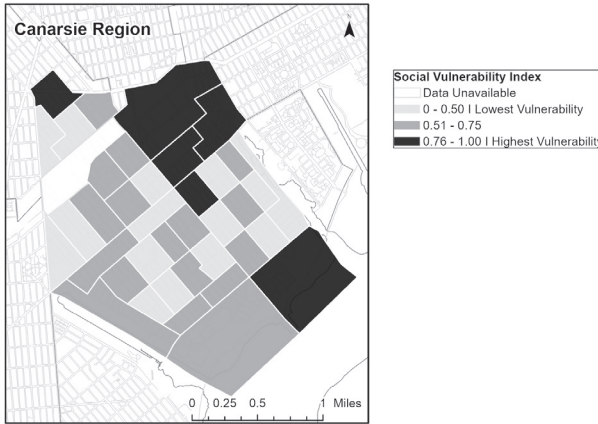 Canarsie Region
Social Vulnerability Index
Data Unavailable
0 - 0.50 I Lowest Vulnerability
0.51 - 0.75
0.76 - 1.00 I Highest Vulnerability
0 0.25 0.5 1 Miles